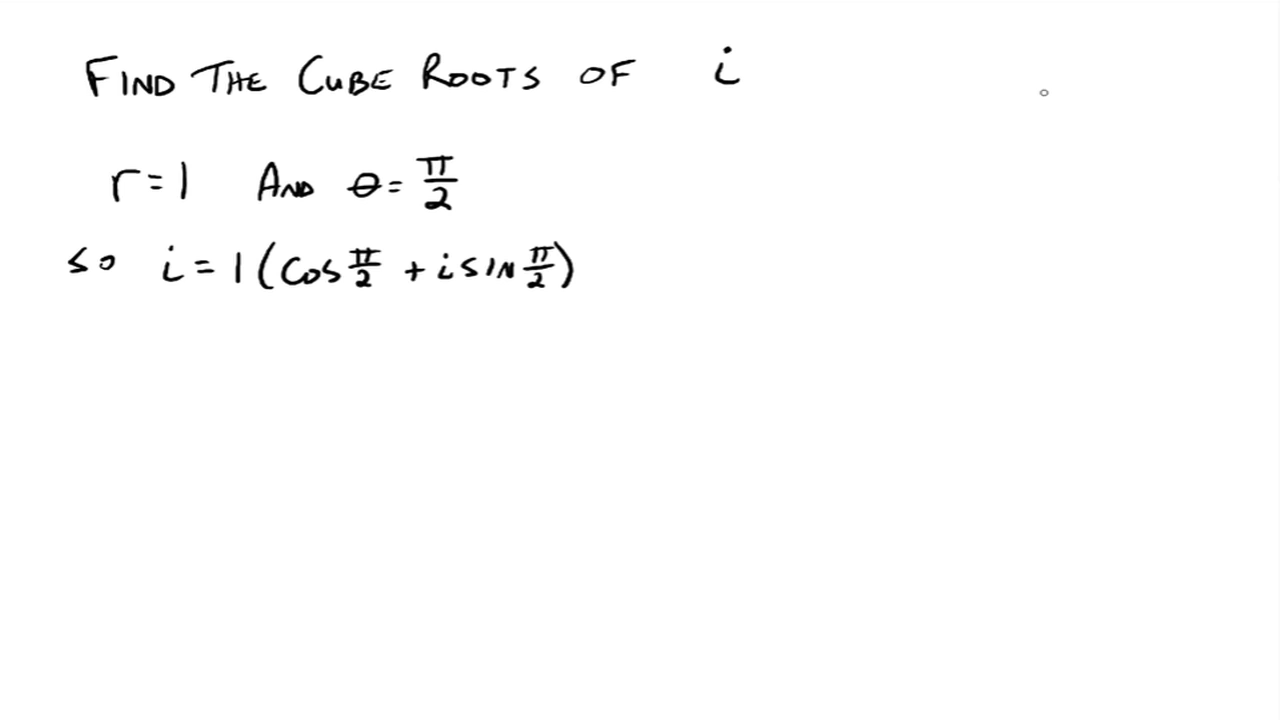 FIND THE CUBE ROOTS OF i
r=1 AND θ=π/2
so i=1(cos π/2 + i sin π/2)